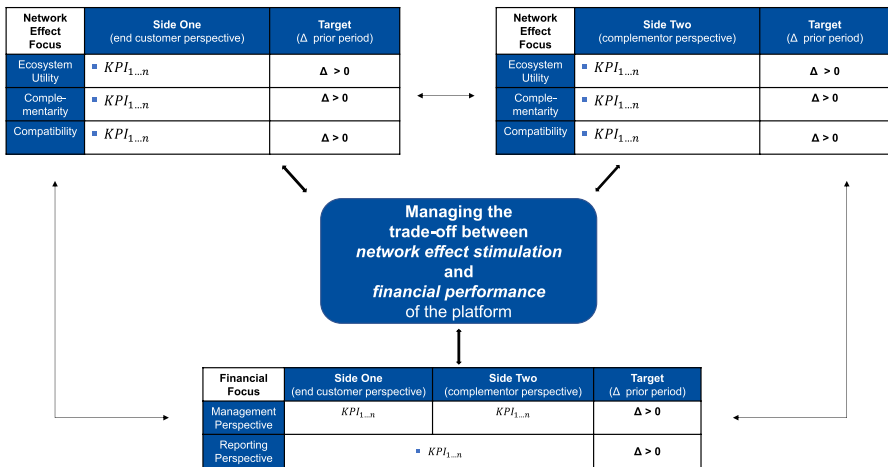 Network
Effect
Focus
Side One
(end customer perspective)
Target
(Δ prior period)
Ecosystem
Utility
▪ KPI₁…ₙ
Δ > 0
Comple-
mentarity
▪ KPI₁…ₙ
Δ > 0
Compatibility
▪ KPI₁…ₙ
Δ > 0
Network
Effect
Focus
Side Two
(complementor perspective)
Target
(Δ prior period)
Ecosystem
Utility
▪ KPI₁…ₙ
Δ > 0
Comple-
mentarity
▪ KPI₁…ₙ
Δ > 0
Compatibility
▪ KPI₁…ₙ
Δ > 0
Managing the
trade-off between
network effect stimulation
and
financial performance
of the platform
Financial
Focus
Side One
(end customer perspective)
Side Two
(complementor perspective)
Target
(Δ prior period)
Management
Perspective
KPI₁…ₙ
KPI₁…ₙ
Δ > 0
Reporting
Perspective
▪ KPI₁…ₙ
Δ > 0